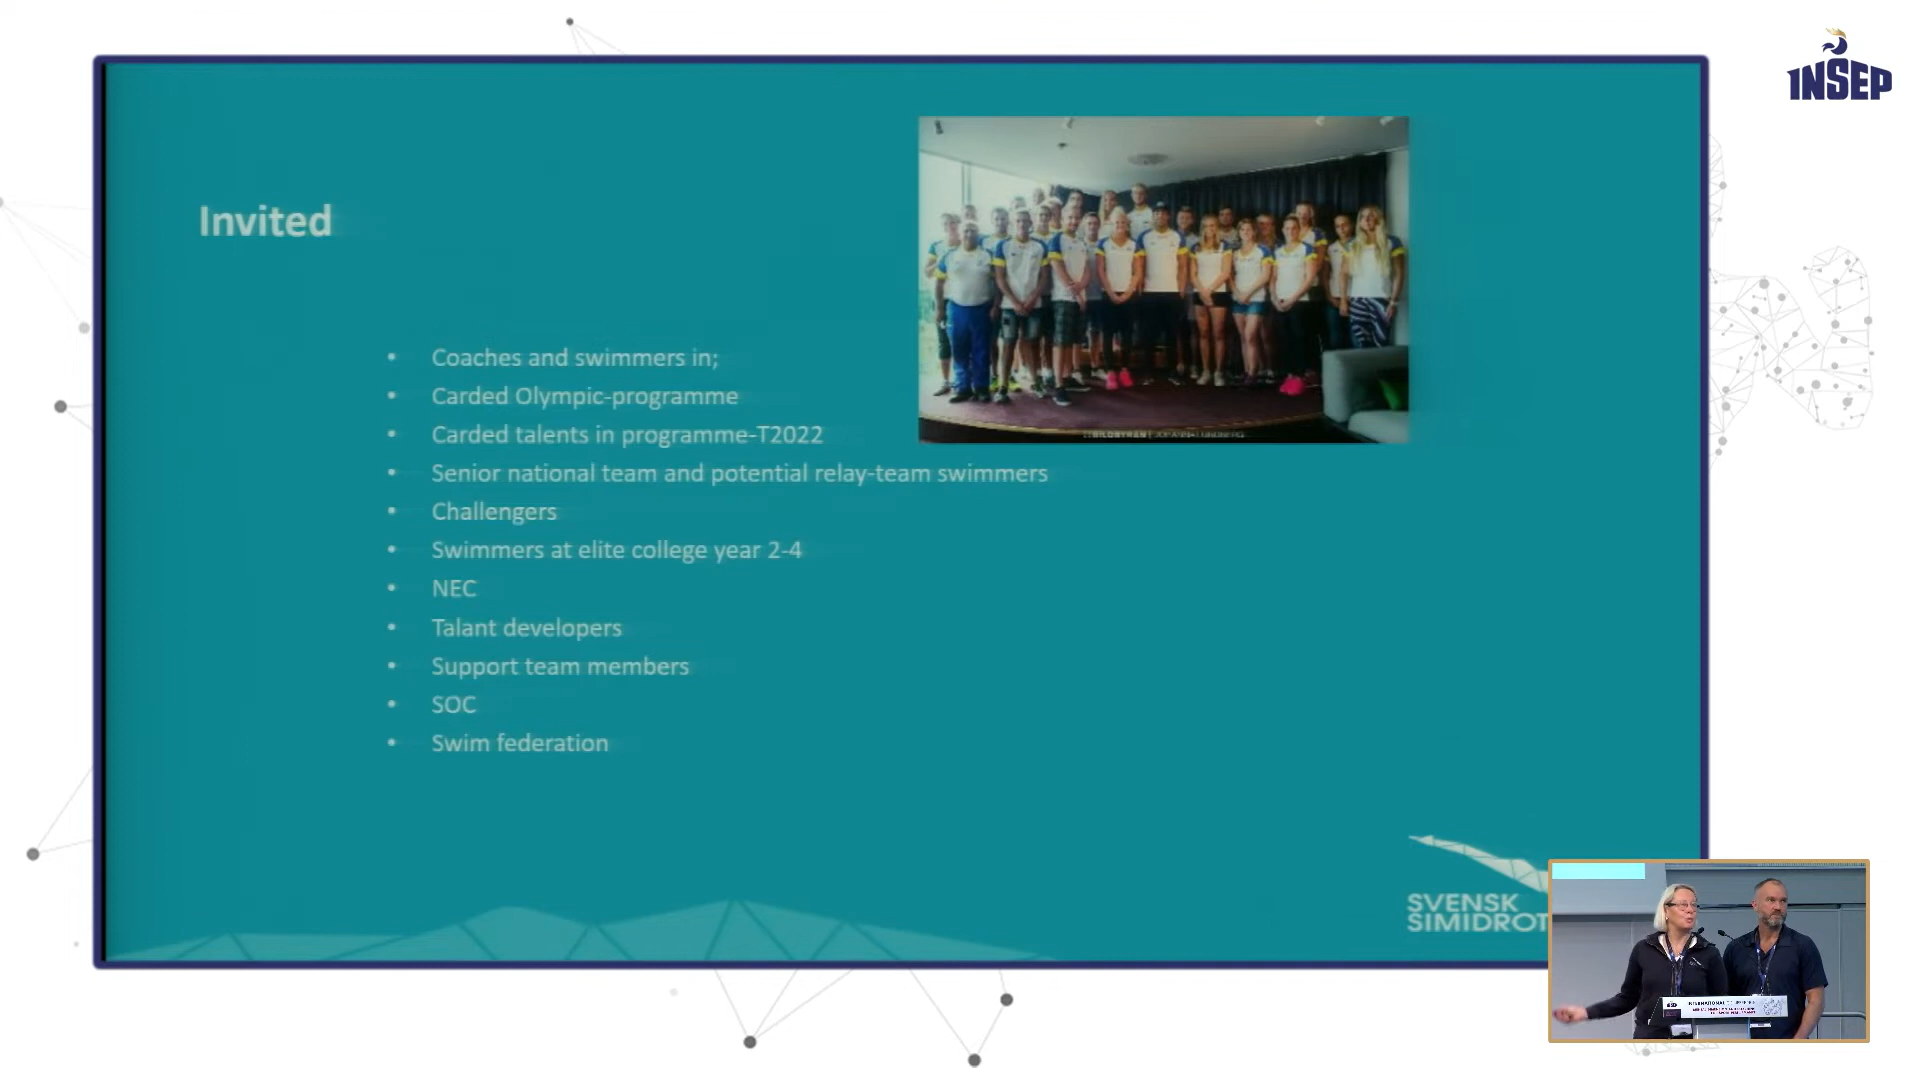 INSEP
Invited
• Coaches and swimmers in;
• Carded Olympic-programme
• Carded talents in programme-T2022
• Senior national team and potential relay-team swimmers
• Challengers
• Swimmers at elite college year 2-4
• NEC
• Talant developers
• Support team members
• SOC
• Swim federation
SVENSK
SIMIDROT
INSEP
INTERNATIONAL